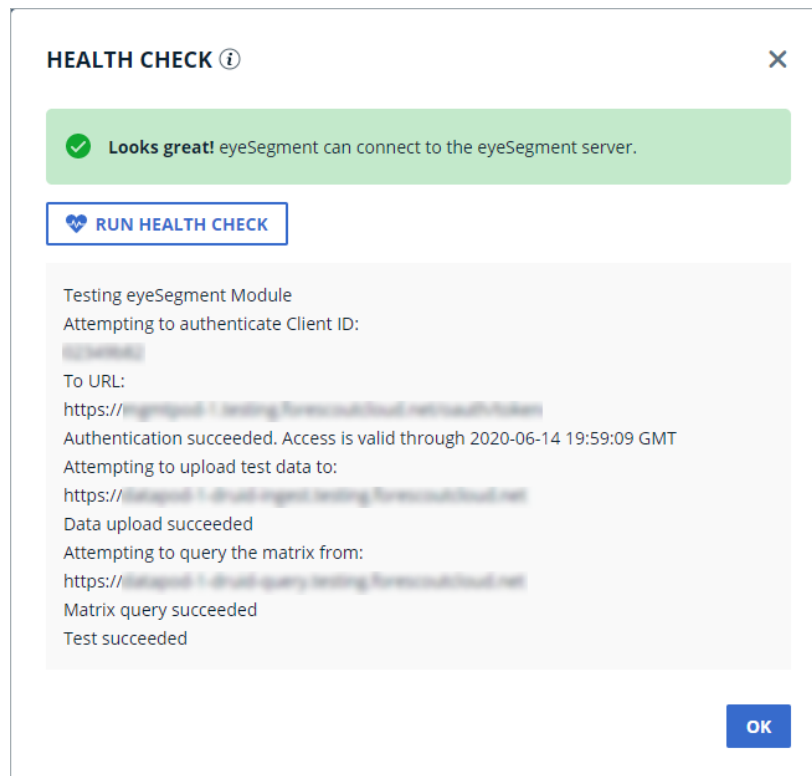 HEALTH CHECK
Looks great! eyeSegment can connect to the eyeSegment server.
RUN HEALTH CHECK
Testing eyeSegment Module
Attempting to authenticate Client ID:
To URL:
https://
Authentication succeeded. Access is valid through 2020-06-14 19:59:09 GMT
Attempting to upload test data to:
https://
Data upload succeeded
Attempting to query the matrix from:
https://
Matrix query succeeded
Test succeeded
OK